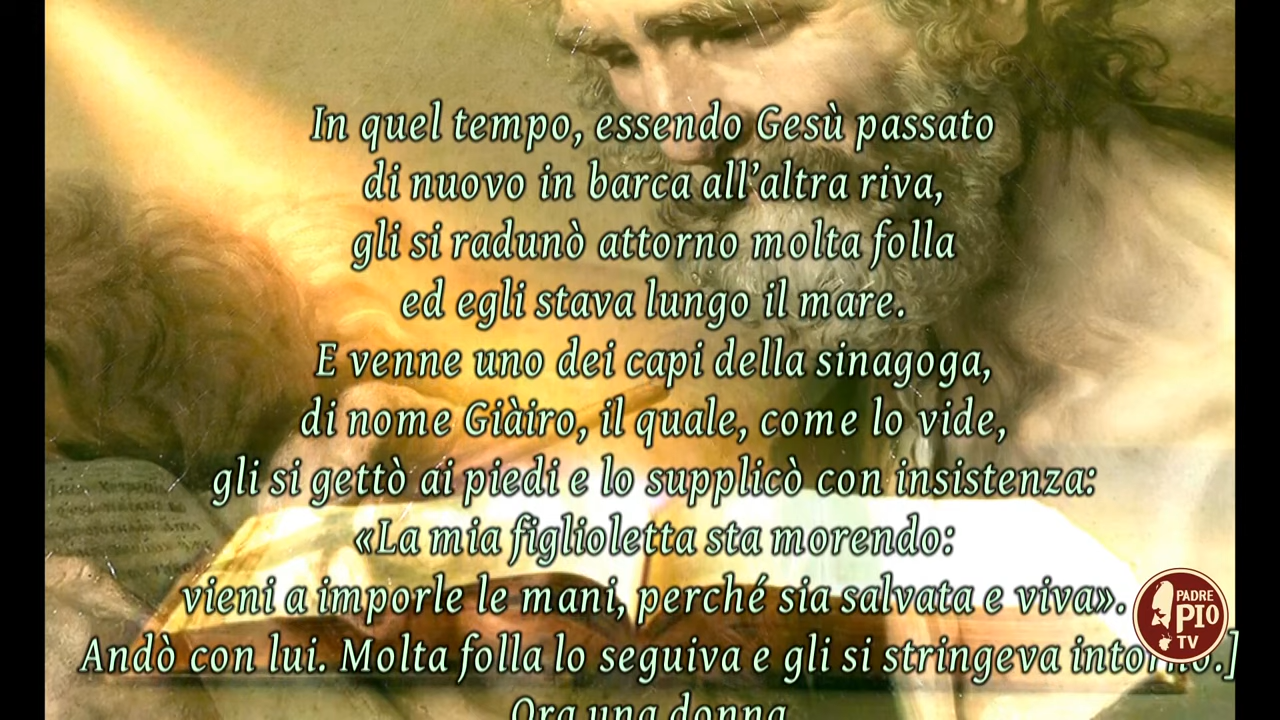 In quel tempo, essendo Gesù passato
di nuovo in barca all’altra riva,
gli si radunò attorno molta folla
ed egli stava lungo il mare.
E venne uno dei capi della sinagoga,
di nome Giàiro, il quale, come lo vide,
gli si gettò ai piedi e lo supplicò con insistenza:
«La mia figlioletta sta morendo:
vieni a imporle le mani, perché sia salvata e viva».
Andò con lui. Molta folla lo seguiva e gli si stringeva intorno.]
Ora una donna
PADRE
PIO
TV